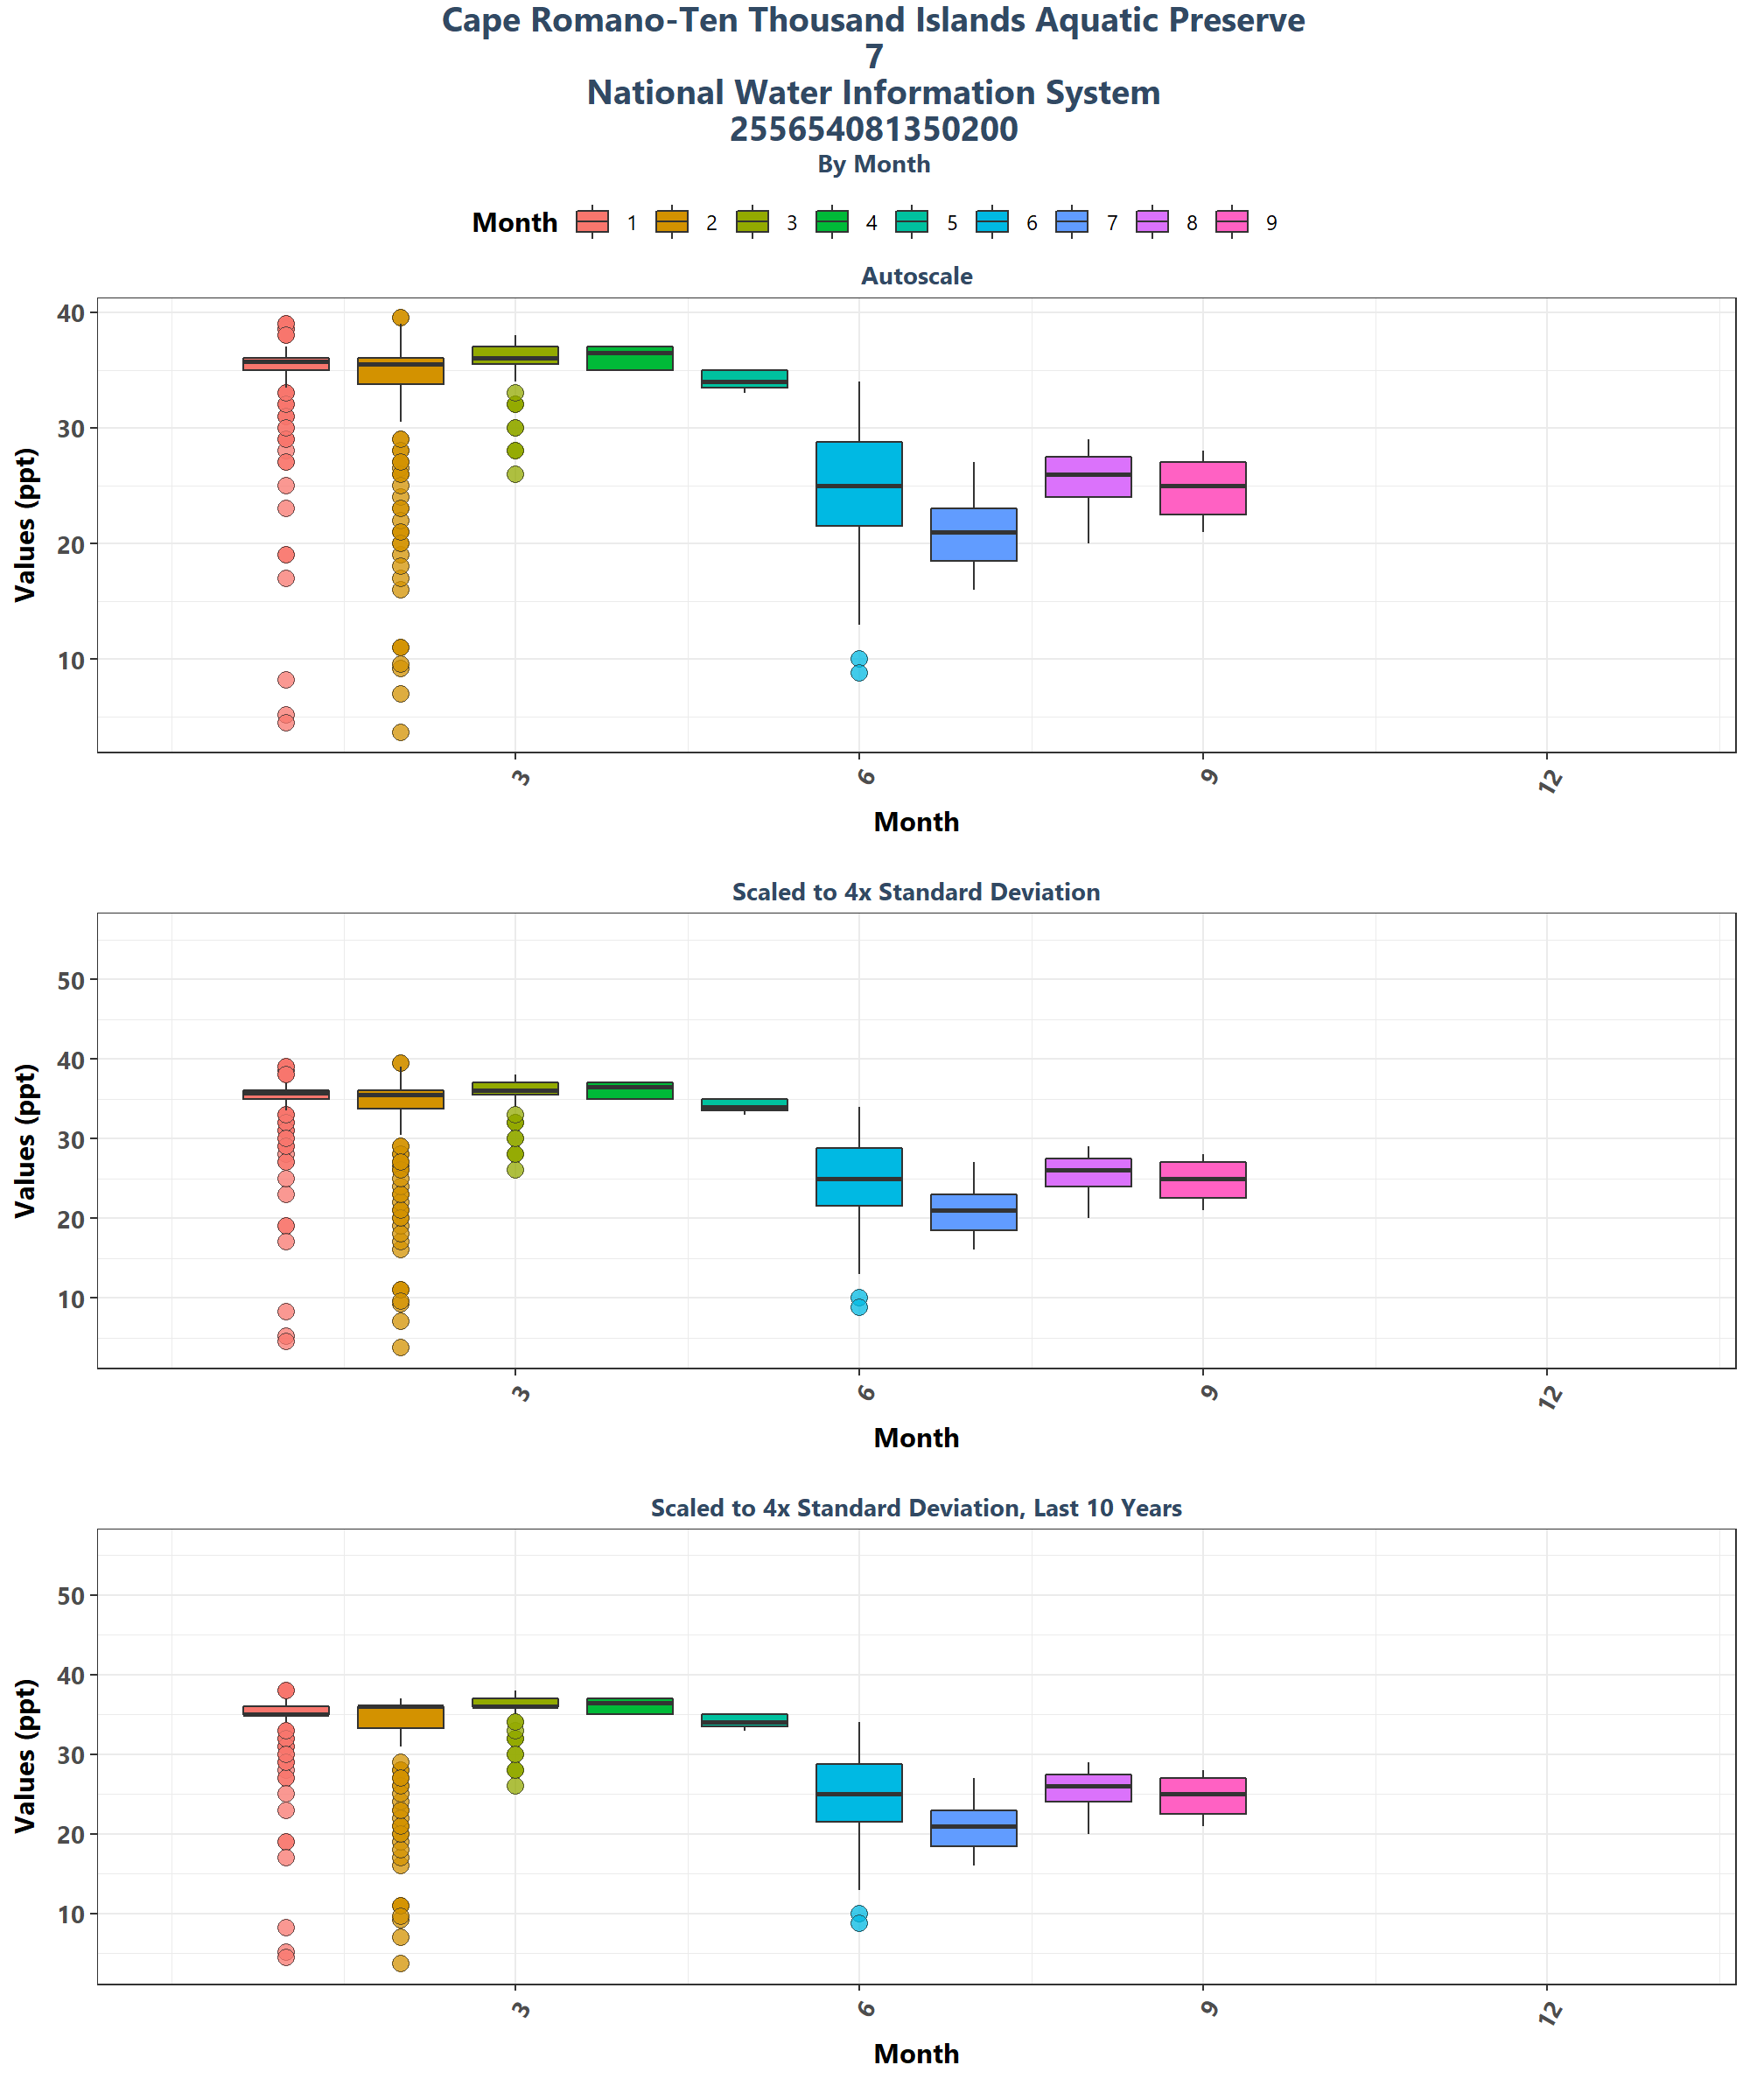 Cape Romano-Ten Thousand Islands Aquatic Preserve
7
National Water Information System
255654081350200
By Month
Month 1 2 3 4 5 6 7 8 9
Autoscale
Values (ppt)
40
30
20
10
3 6 9 12
Month
Scaled to 4x Standard Deviation
Values (ppt)
50
40
30
20
10
3 6 9 12
Month
Scaled to 4x Standard Deviation, Last 10 Years
Values (ppt)
50
40
30
20
10
3 6 9 12
Month